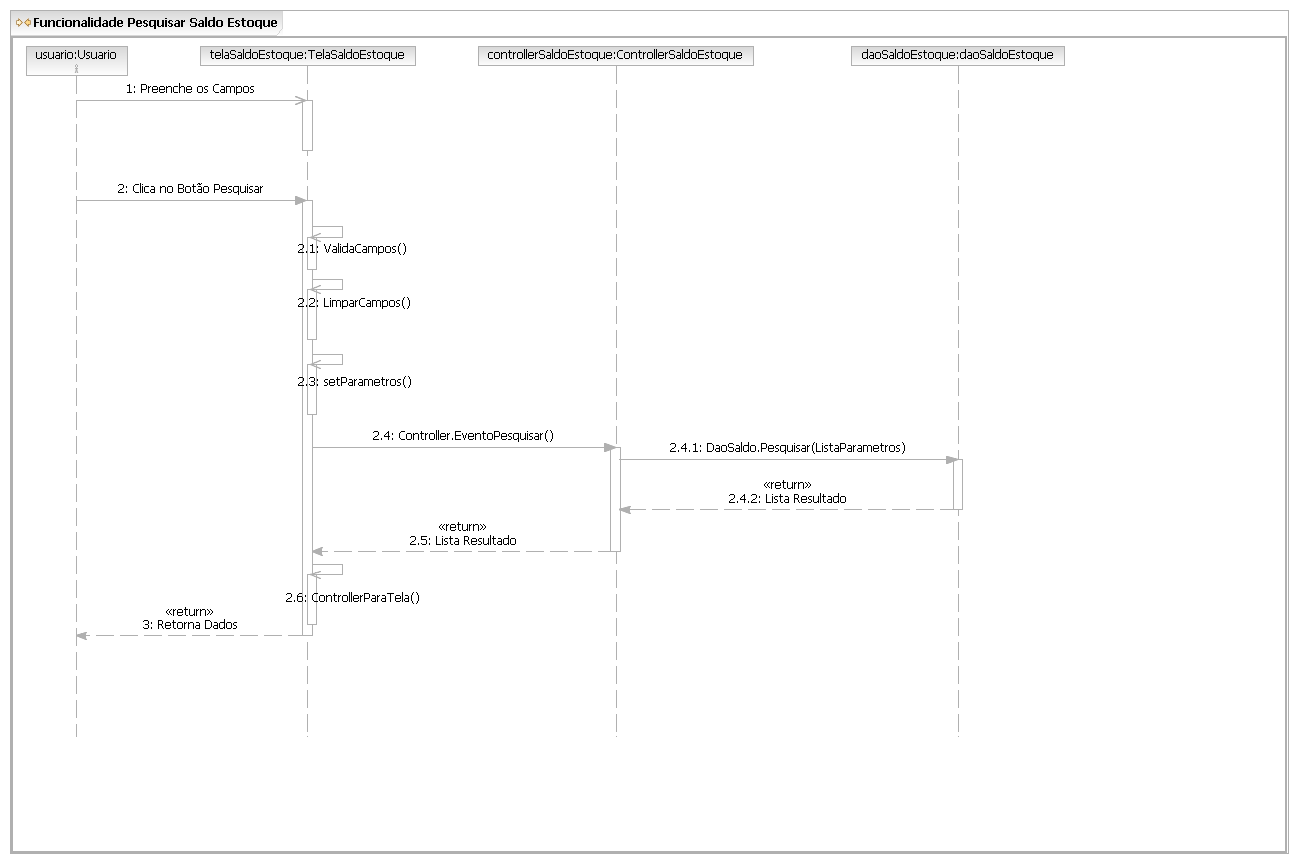 Funcionalidade Pesquisar Saldo Estoque
usuario:Usuario
telaSaldoEstoque:TelaSaldoEstoque
controllerSaldoEstoque:ControllerSaldoEstoque
daoSaldoEstoque:daoSaldoEstoque
1: Preenche os Campos
2: Clica no Botão Pesquisar
2.1: ValidaCampos()
2.2: LimparCampos()
2.3: setParametros()
2.4: Controller.EventoPesquisar()
2.4.1: DaoSaldo.Pesquisar(ListaParametros)
«return»
2.4.2: Lista Resultado
«return»
2.5: Lista Resultado
2.6: ControllerParaTela()
«return»
3: Retorna Dados